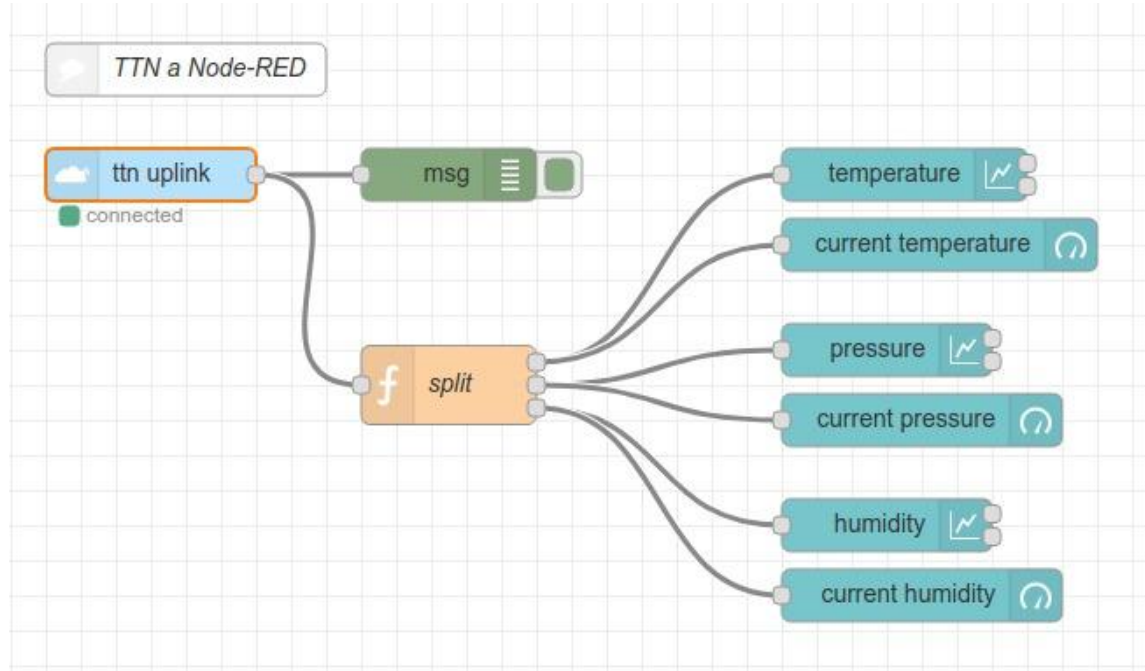 TTN a Node-RED
ttn uplink
connected
msg
split
temperature
current temperature
pressure
current pressure
humidity
current humidity